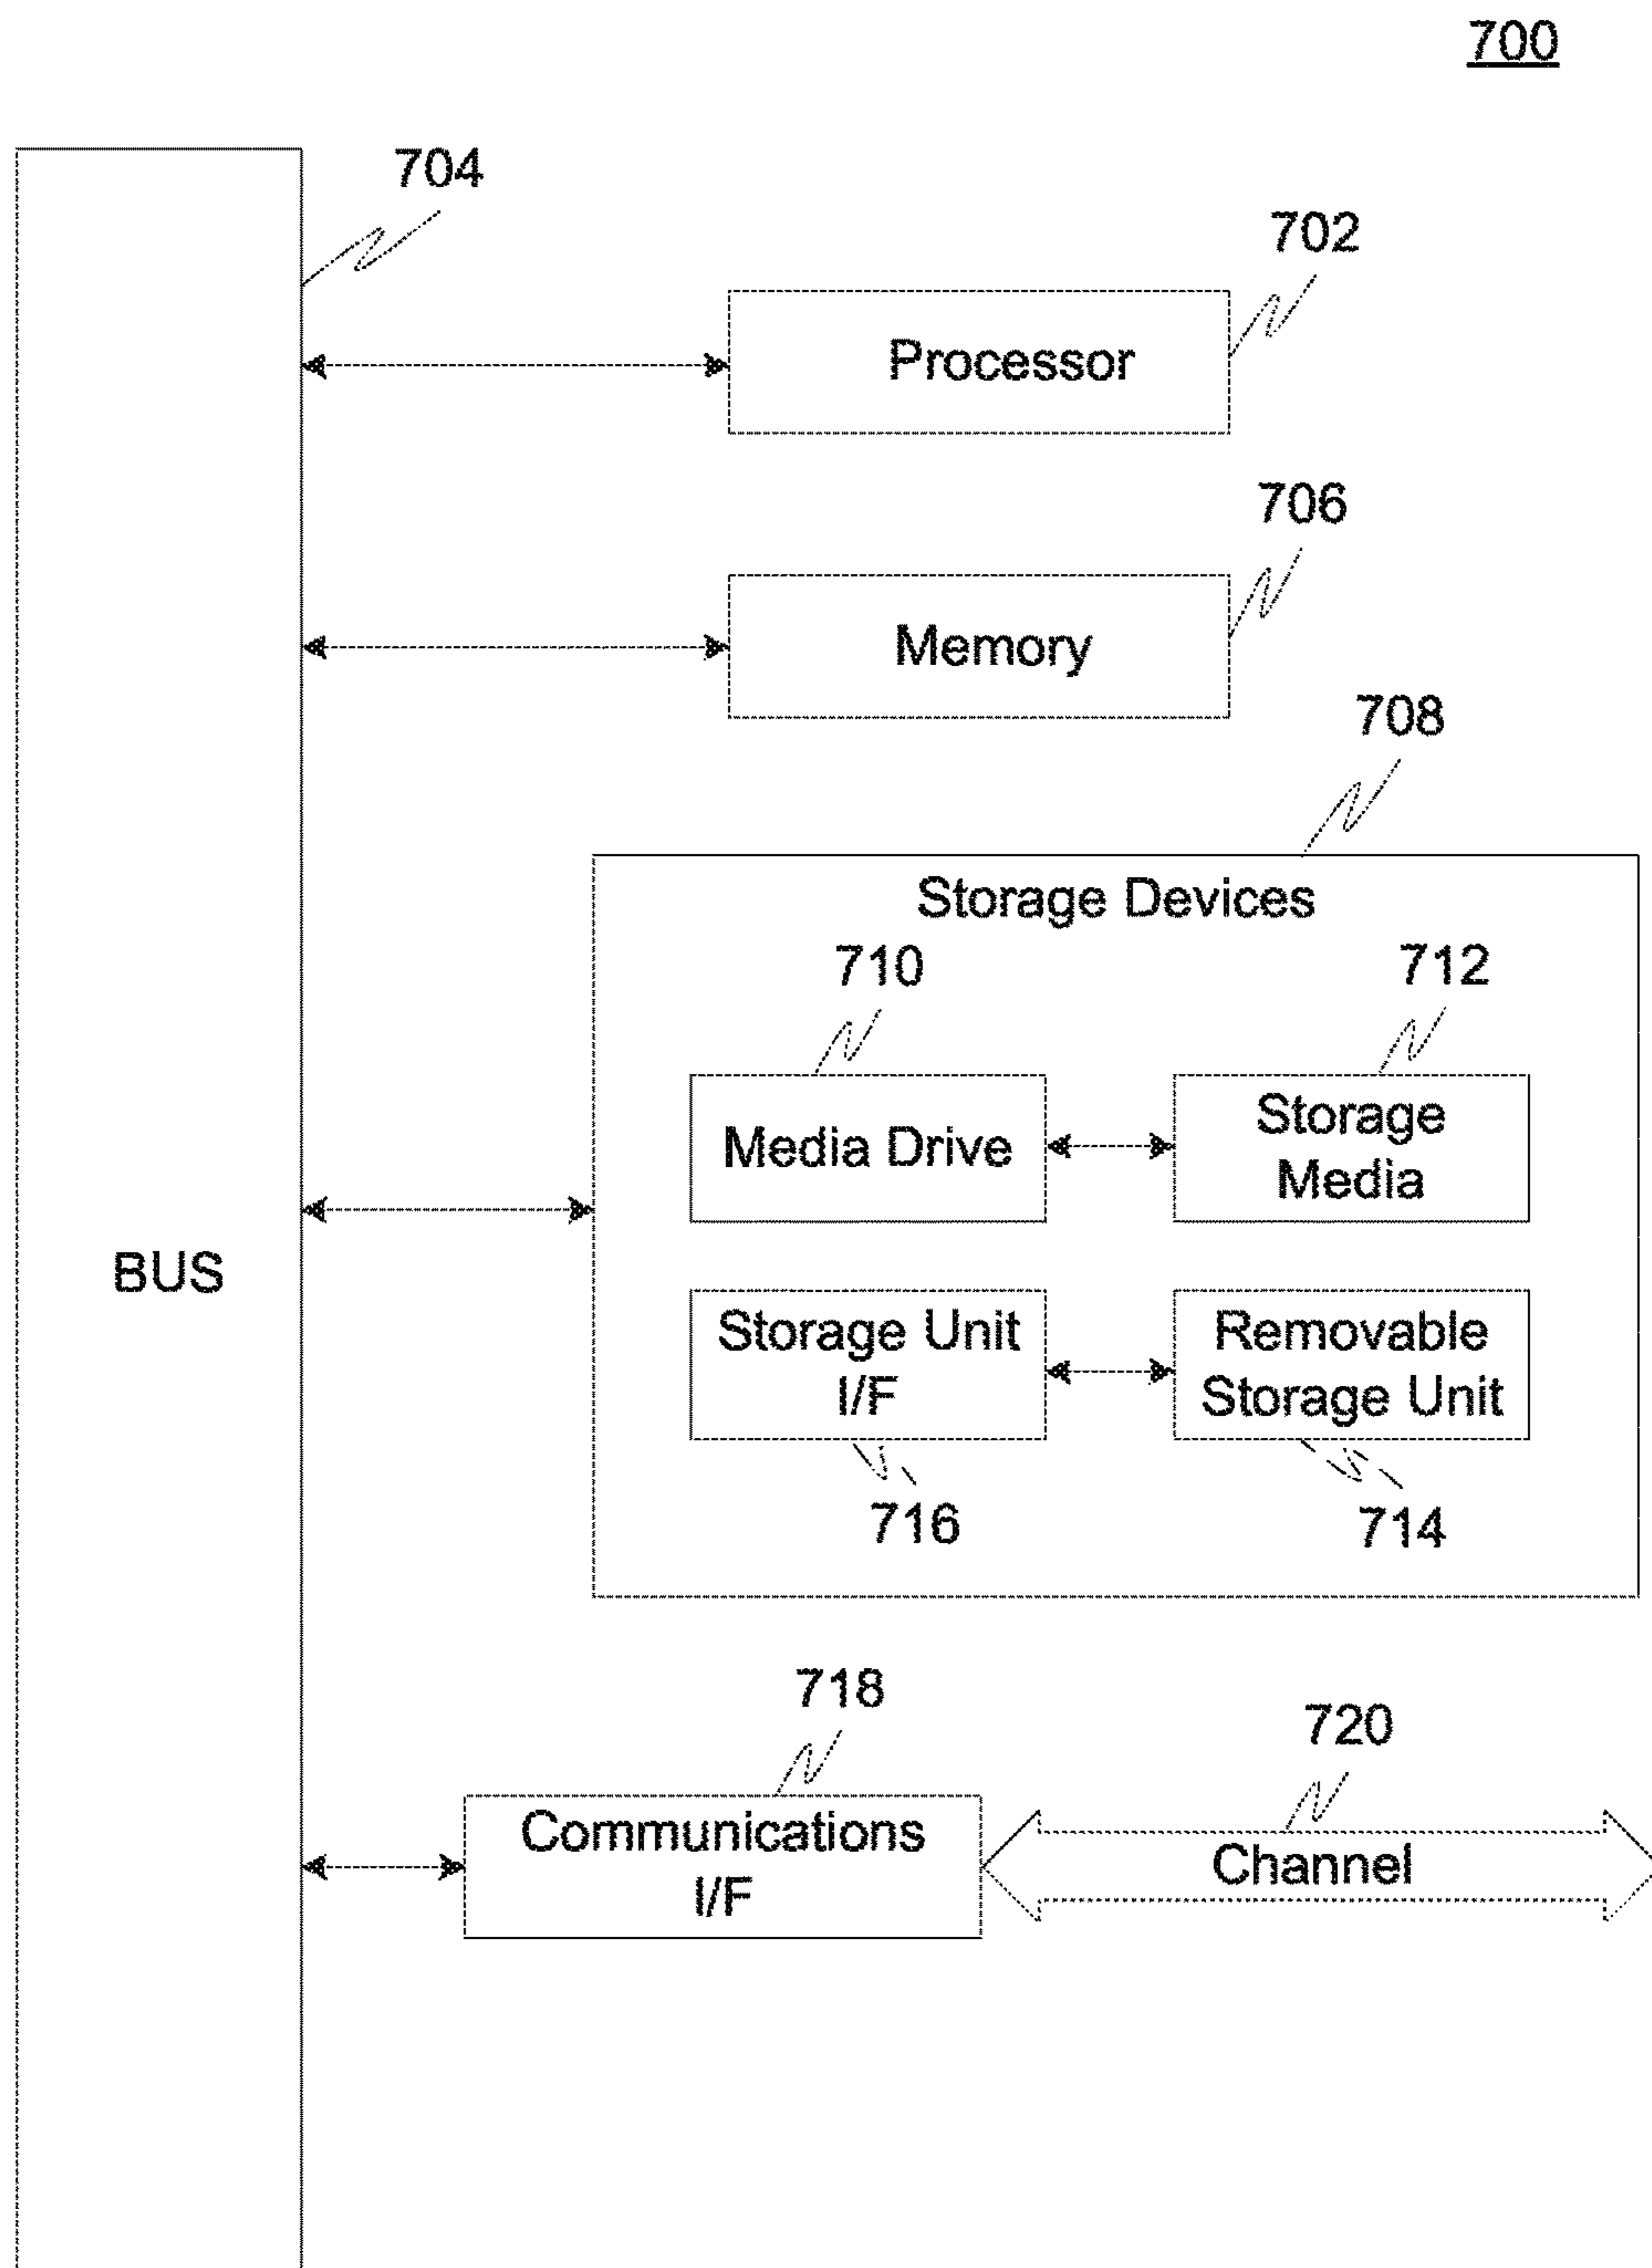 700
704
702
Processor
706
Memory
708
Storage Devices
710
712
Media Drive
Storage
Media
BUS
Storage Unit
I/F
Removable
Storage Unit
716
714
718
720
Communications
I/F
Channel